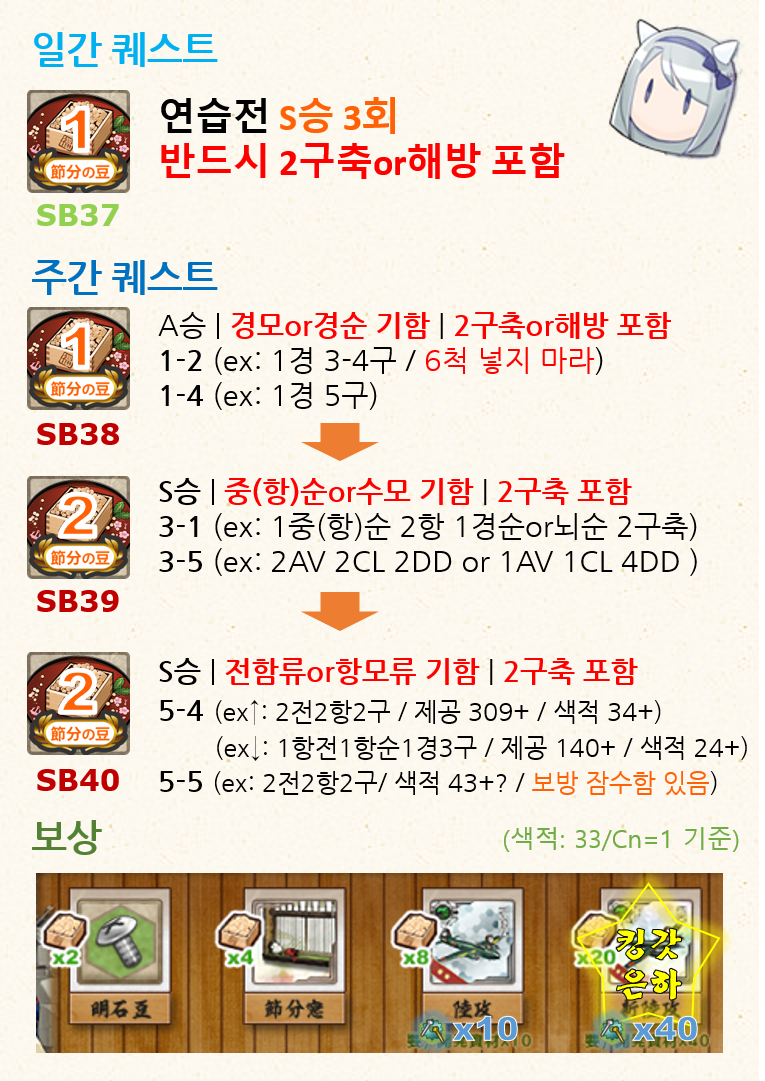 일간 퀘스트
1
節分の豆
SB37
연습전 S승 3회
반드시 2구축or해방 포함
주간 퀘스트
1
節分の豆
SB38
A승 | 경모or경순 기함 | 2구축or해방 포함
1-2 (ex: 1경 3-4구 / 6척 넣지 마라)
1-4 (ex: 1경 5구)
2
節分の豆
SB39
S승 | 중(항)순or수모 기함 | 2구축 포함
3-1 (ex: 1중(항)순 2항 1경순or뇌순 2구축)
3-5 (ex: 2AV 2CL 2DD or 1AV 1CL 4DD )
2
節分の豆
SB40
S승 | 전함류or항모류 기함 | 2구축 포함
5-4 (ex↑: 2전2항2구 / 제공 309+ / 색적 34+)
(ex↓: 1항전1항순1경3구 / 제공 140+ / 색적 24+)
5-5 (ex: 2전2항2구/ 색적 43+? / 보방 잠수함 있음)
보상
(색적: 33/Cn=1 기준)
x2
明石豆
x4
節分窓
x8
陸攻
x10
x20
킹갓
은하
新陸攻
x40